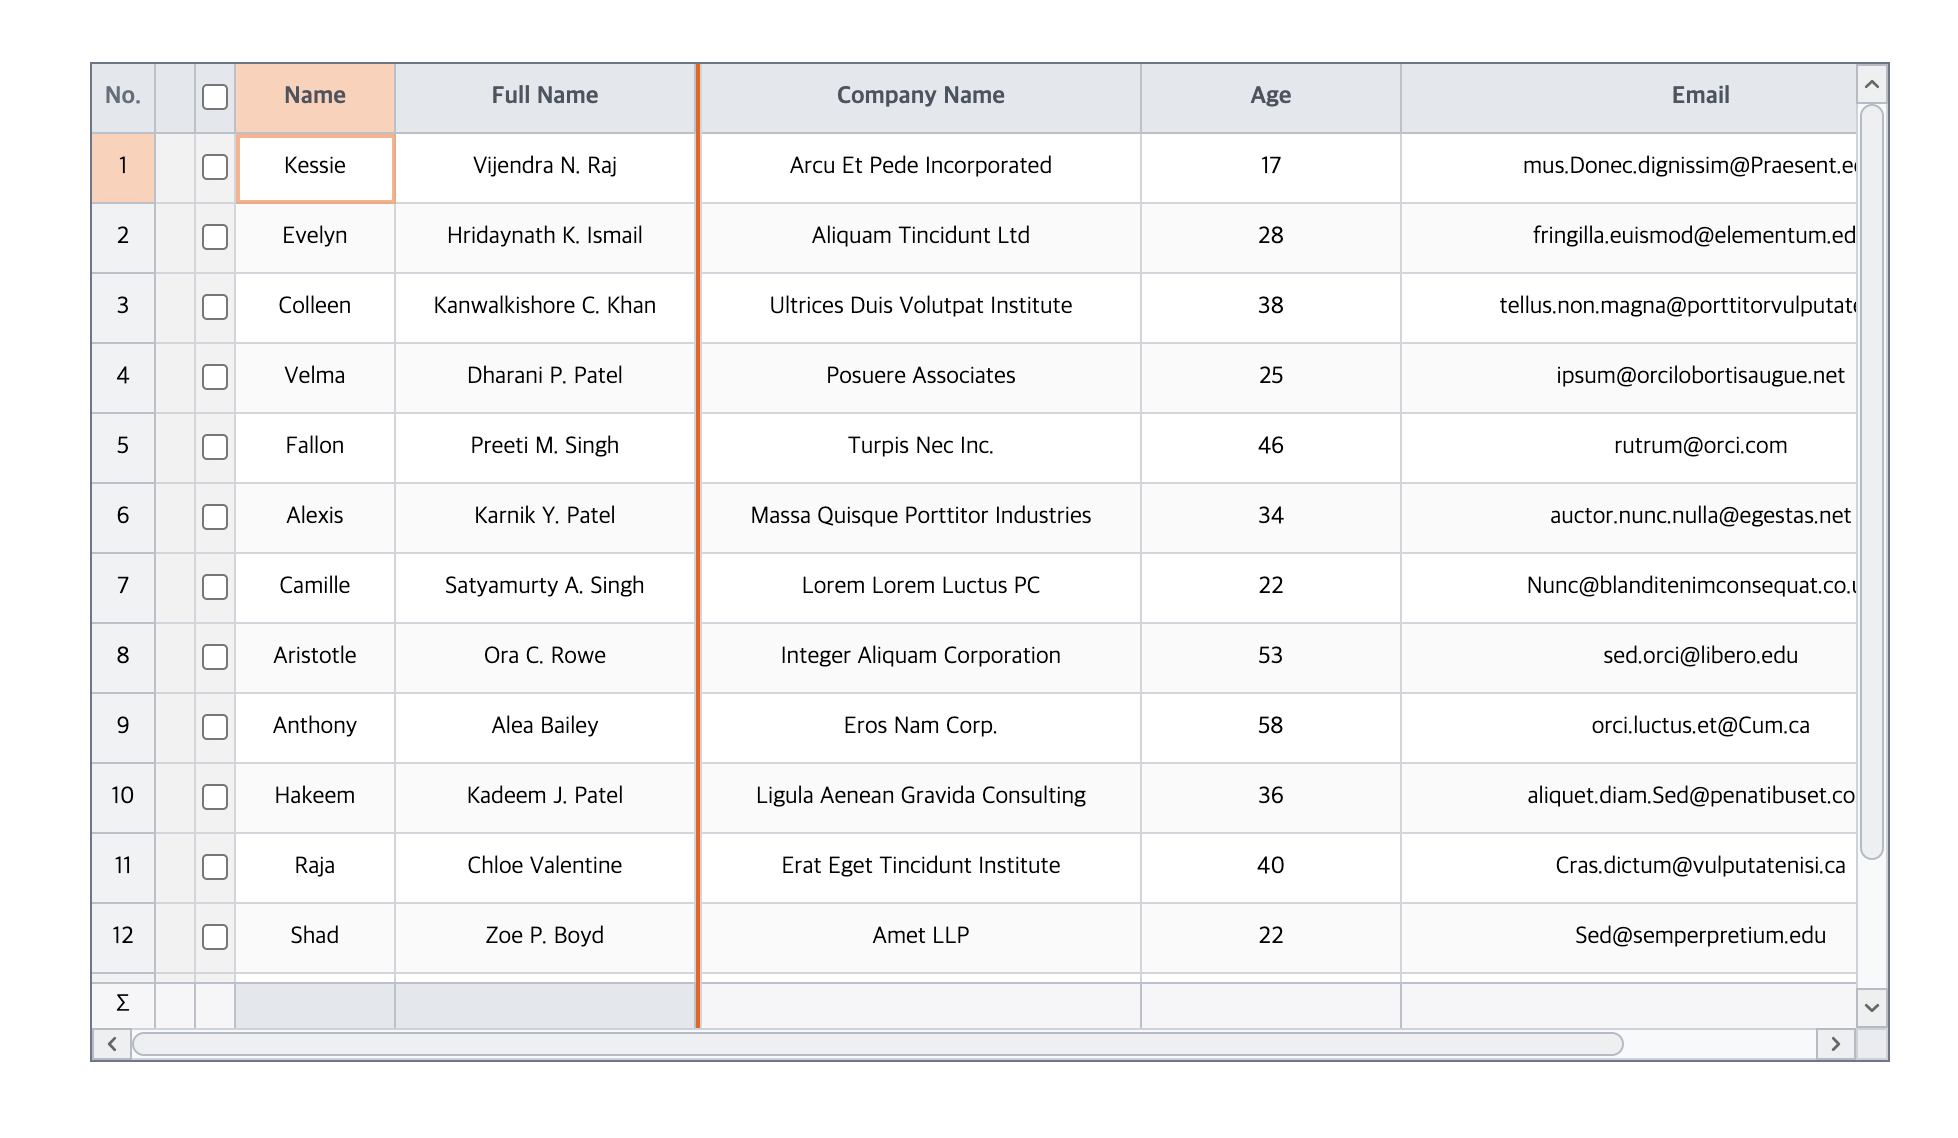 No. Name Full Name Company Name Age Email
1 Kessie Vijendra N. Raj Arcu Et Pede Incorporated 17 mus.Donec.dignissim@Praesent.e
2 Evelyn Hridaynath K. Ismail Aliquam Tincidunt Ltd 28 fringilla.euismod@elementum.ed
3 Colleen Kanwalkishore C. Khan Ultrices Duis Volutpat Institute 38 tellus.non.magna@porttitorvulputate
4 Velma Dharani P. Patel Posuere Associates 25 ipsum@orcilobortisaugue.net
5 Fallon Preeti M. Singh Turpis Nec Inc. 46 rutrum@orci.com
6 Alexis Karnik Y. Patel Massa Quisque Porttitor Industries 34 auctor.nunc.nulla@egestas.net
7 Camille Satyamurty A. Singh Lorem Lorem Luctus PC 22 Nunc@blanditenimconsequat.co.u
8 Aristotle Ora C. Rowe Integer Aliquam Corporation 53 sed.orci@libero.edu
9 Anthony Alea Bailey Eros Nam Corp. 58 orci.luctus.et@Cum.ca
10 Hakeem Kadeem J. Patel Ligula Aenean Gravida Consulting 36 aliquet.diam.Sed@penatibuset.co
11 Raja Chloe Valentine Erat Eget Tincidunt Institute 40 Cras.dictum@vulputatenisi.ca
12 Shad Zoe P. Boyd Amet LLP 22 Sed@semperpretium.edu
Σ